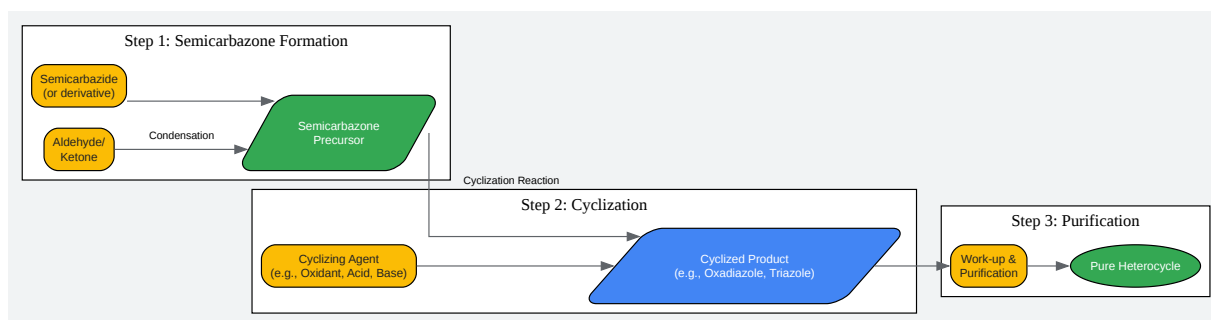 Step 1: Semicarbazone Formation
Semicarbazide
(or derivative)
Aldehyde/
Ketone
Condensation
Semicarbazone
Precursor
Cyclization Reaction
Step 2: Cyclization
Cyclizing Agent
(e.g., Oxidant, Acid, Base)
Cyclized Product
(e.g., Oxadiazole, Triazole)
Step 3: Purification
Work-up &
Purification
Pure Heterocycle